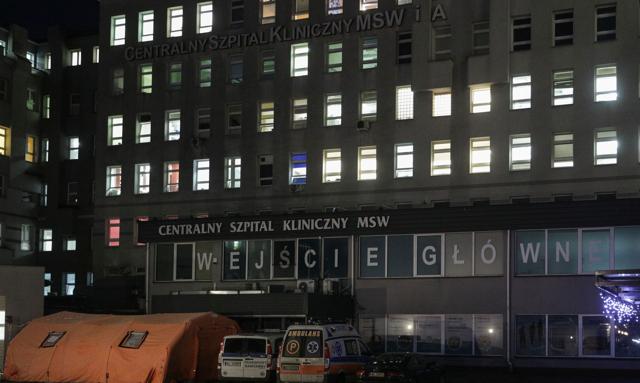 CENTRALNY SZPITAL KLINICZNY MSW i A
CENTRALNY SZPITAL KLINICZNY MSW
WEJŚCIE GŁÓWNE
P
AMBULANS